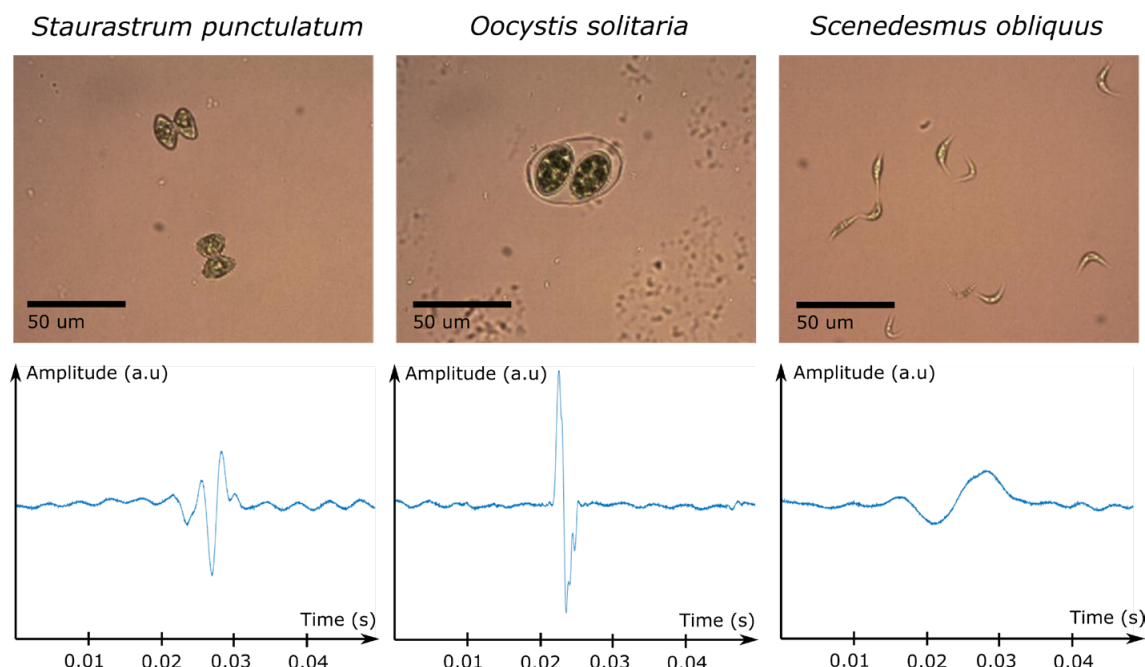 Staurastrum punctulatum
Oocystis solitaria
Scenedesmus obliquus
50 um
50 um
50 um
Amplitude (a.u)
Amplitude (a.u)
Amplitude (a.u)
Time (s)
Time (s)
Time (s)
0.01 0.02 0.03 0.04
0.01 0.02 0.03 0.04
0.01 0.02 0.03 0.04